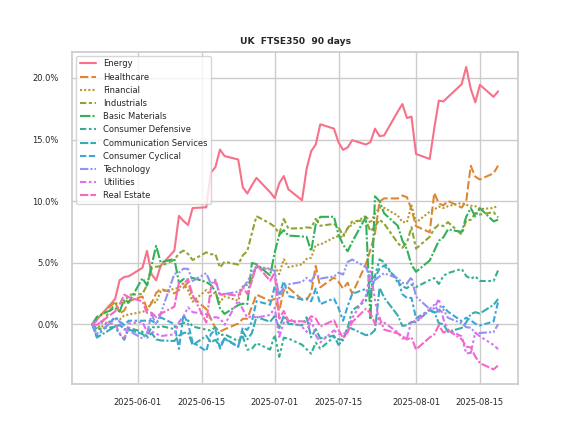 UK  FTSE350  90 days
20.0%
15.0%
10.0%
5.0%
0.0%
Energy
Healthcare
Financial
Industrials
Basic Materials
Consumer Defensive
Communication Services
Consumer Cyclical
Technology
Utilities
Real Estate
2025-06-01
2025-06-15
2025-07-01
2025-07-15
2025-08-01
2025-08-15